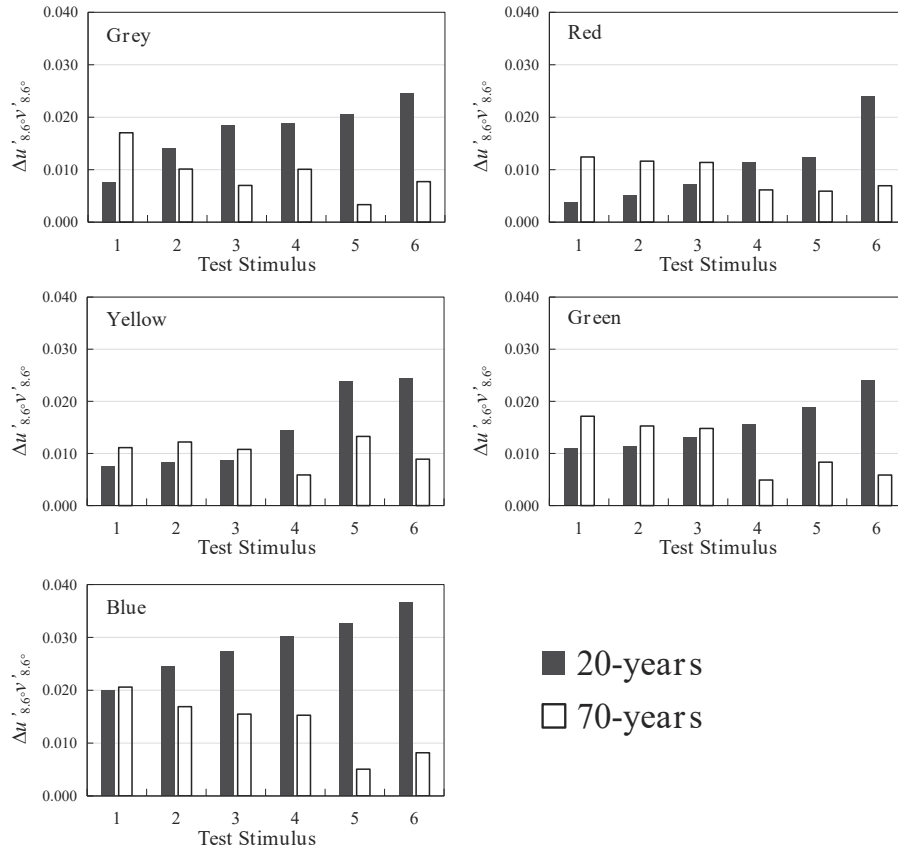 0.040
0.030
0.020
0.010
0.000
Δu'8.6°v'8.6°
Grey
1 2 3 4 5 6
Test Stimulus
0.040
0.030
0.020
0.010
0.000
Δu'8.6°v'8.6°
Red
1 2 3 4 5 6
Test Stimulus
0.040
0.030
0.020
0.010
0.000
Δu'8.6°v'8.6°
Yellow
1 2 3 4 5 6
Test Stimulus
0.040
0.030
0.020
0.010
0.000
Δu'8.6°v'8.6°
Green
1 2 3 4 5 6
Test Stimulus
0.040
0.030
0.020
0.010
0.000
Δu'8.6°v'8.6°
Blue
1 2 3 4 5 6
Test Stimulus
20-years
70-years